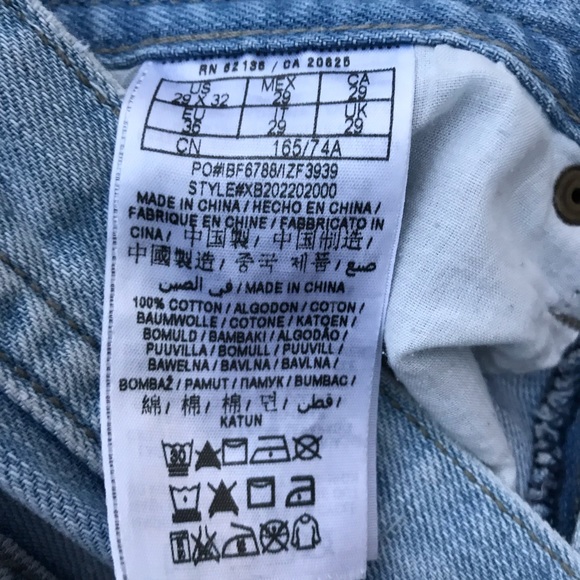 RN 62136 / CA 20625
US MEX CA
29 X 32 29 29
EU IT UK
36 29 29
CN 165/74A
PO#IBF6788/IZF3939
STYLE#XB202202000
MADE IN CHINA / HECHO EN CHINA /
FABRIQUE EN CHINE / FABBRICATO IN
CINA / 中国製 / 中国制造 /
中國製造 / 중국 제품 / صنع
في الصين / MADE IN CHINA
100% COTTON / ALGODON / COTON /
BAUMWOLLE / COTONE / KATOEN /
BOMULD / BAMBAKI / ALGODÃO /
PUUVILLA / BOMULL / PUUVILL /
BAWELNA / BAVLNA / BAVLNA /
BOMBAŽ / PAMUT / ПАМУК / BUMBAC /
綿 / 棉 / 棉 / 면 / قطن /
KATUN